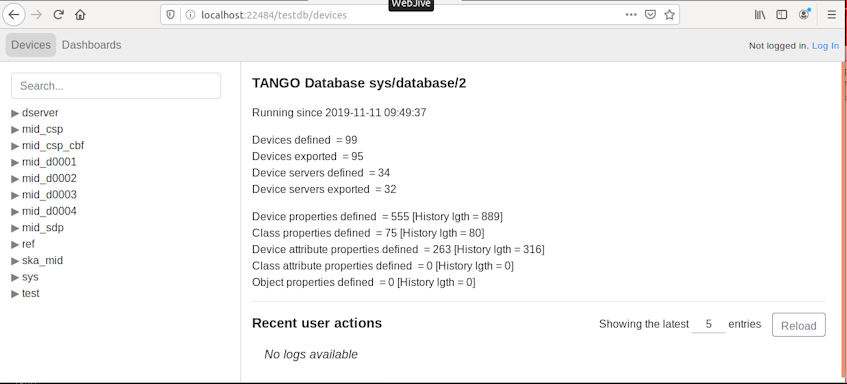 WebJive
localhost:22484/testdb/devices
Devices Dashboards
Not logged in. Log In
Search...
dserver
mid_csp
mid_csp_cbf
mid_d0001
mid_d0002
mid_d0003
mid_d0004
mid_sdp
ref
ska_mid
sys
test
TANGO Database sys/database/2
Running since 2019-11-11 09:49:37
Devices defined = 99
Devices exported = 95
Device servers defined = 34
Device servers exported = 32
Device properties defined = 555 [History lgth = 889]
Class properties defined = 75 [History lgth = 80]
Device attribute properties defined = 263 [History lgth = 316]
Class attribute properties defined = 0 [History lgth = 0]
Object properties defined = 0 [History lgth = 0]
Recent user actions
Showing the latest 5 entries Reload
No logs available